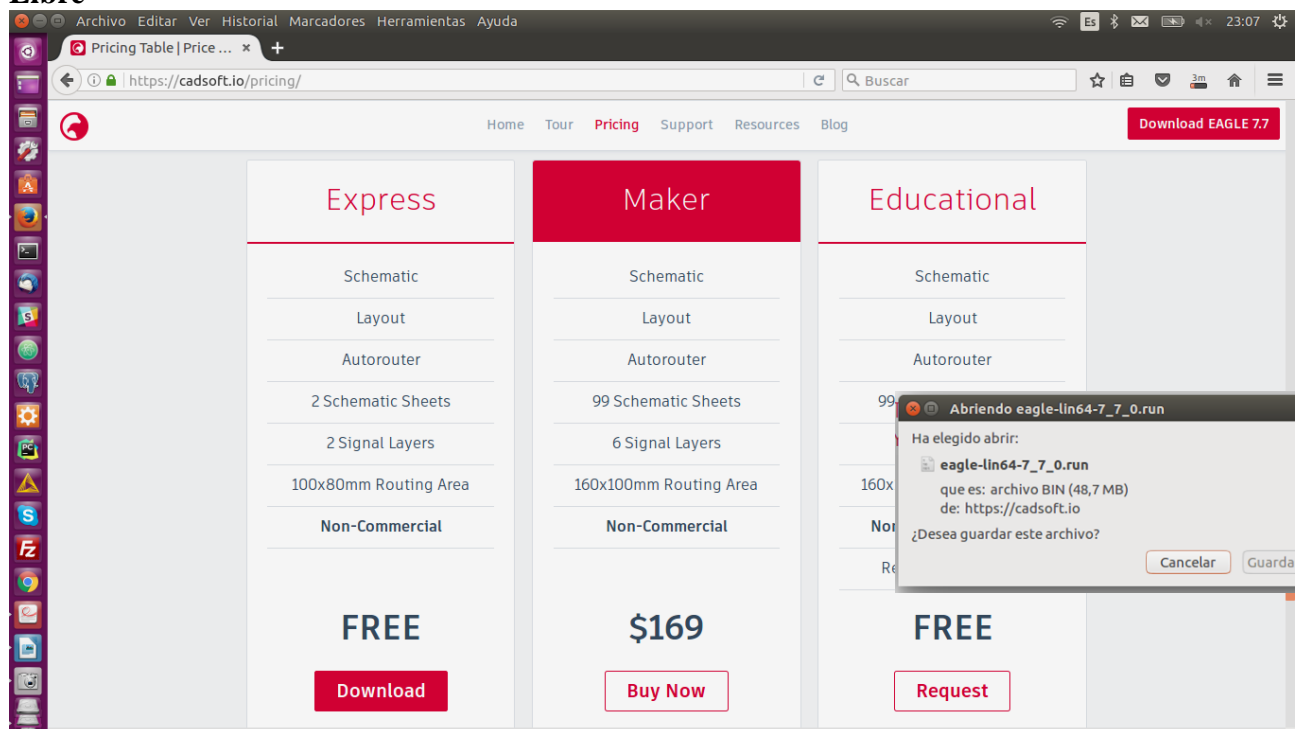 Libre
Archivo Editar Ver Historial Marcadores Herramientas Ayuda
Es 23:07
Pricing Table | Price ...
https://cadsoft.io/pricing/
Buscar
3m
Home Tour Pricing Support Resources Blog
Download EAGLE 7.7
Express
Schematic
Layout
Autorouter
2 Schematic Sheets
2 Signal Layers
100x80mm Routing Area
Non-Commercial
FREE
Download
Maker
Schematic
Layout
Autorouter
99 Schematic Sheets
6 Signal Layers
160x100mm Routing Area
Non-Commercial
$169
Buy Now
Educational
Schematic
Layout
Autorouter
99
160x
FREE
Request
Abriendo eagle-lin64-7_7_0.run
Ha elegido abrir:
eagle-lin64-7_7_0.run
que es: archivo BIN (48,7 MB)
de: https://cadsoft.io
¿Desea guardar este archivo?
Cancelar Guarda